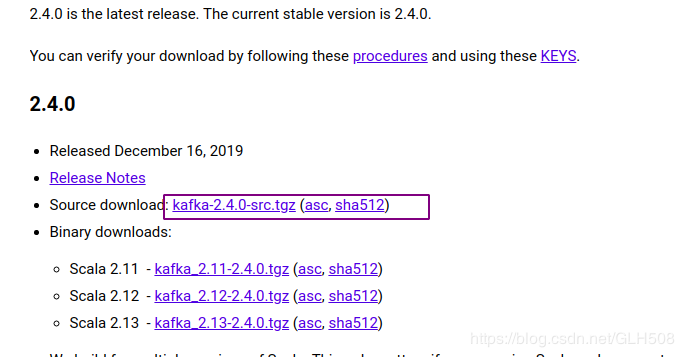 2.4.0 is the latest release. The current stable version is 2.4.0.
You can verify your download by following these procedures and using these KEYS.
2.4.0
Released December 16, 2019
Release Notes
Source download: kafka-2.4.0-src.tgz (asc, sha512)
Binary downloads:
Scala 2.11 - kafka_2.11-2.4.0.tgz (asc, sha512)
Scala 2.12 - kafka_2.12-2.4.0.tgz (asc, sha512)
Scala 2.13 - kafka_2.13-2.4.0.tgz (asc, sha512)
https://blog.csdn.net/GLH508